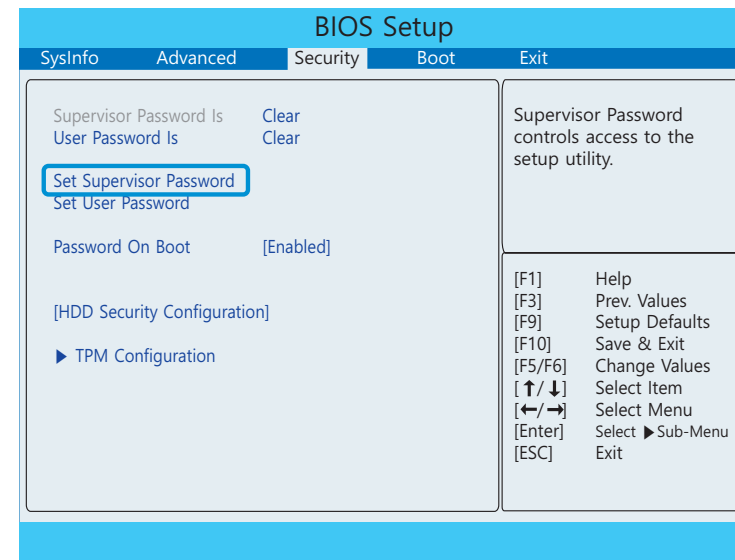 BIOS Setup
SysInfo Advanced Security Boot Exit
Supervisor Password Is Clear
User Password Is Clear
Set Supervisor Password
Set User Password
Password On Boot [Enabled]
[HDD Security Configuration]
▶ TPM Configuration
Supervisor Password
controls access to the
setup utility.
[F1] Help
[F3] Prev. Values
[F9] Setup Defaults
[F10] Save & Exit
[F5/F6] Change Values
[↑/↓] Select Item
[←/→] Select Menu
[Enter] Select ▶Sub-Menu
[ESC] Exit